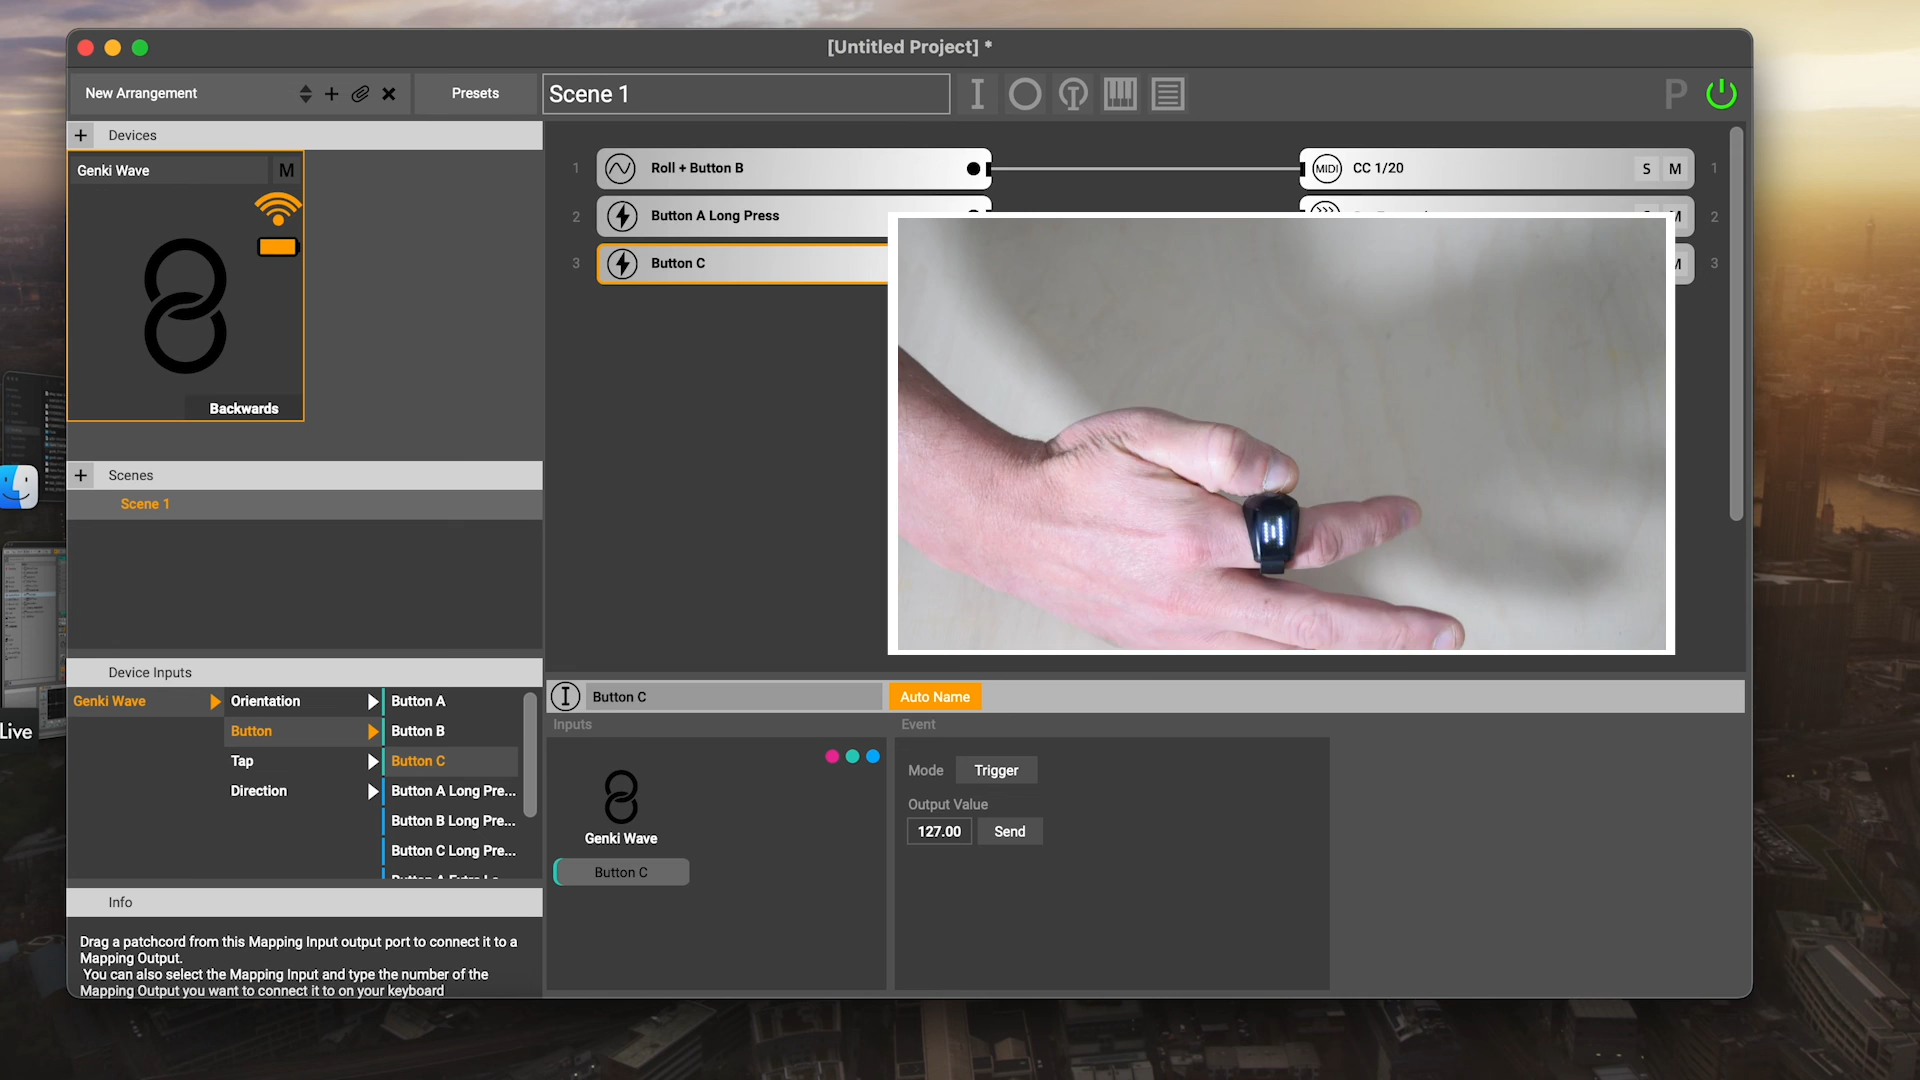 [Untitled Project] *
New Arrangement
Presets
Scene 1
P
Devices
Genki Wave
M
Backwards
1
Roll + Button B
MIDI
CC 1/20
S
M
1
2
Button A Long Press
M
2
3
Button C
M
3
Scenes
Scene 1
Device Inputs
Genki Wave
Orientation
Button A
Button
Button B
Tap
Button C
Direction
Button A Long Pre...
Button B Long Pre...
Button C Long Pre...
Live
Button C
Auto Name
Inputs
Event
Genki Wave
Button C
Mode
Trigger
Output Value
127.00
Send
Info
Drag a patchcord from this Mapping Input output port to connect it to a
Mapping Output.
You can also select the Mapping Input and type the number of the
Mapping Output you want to connect it to on your keyboard